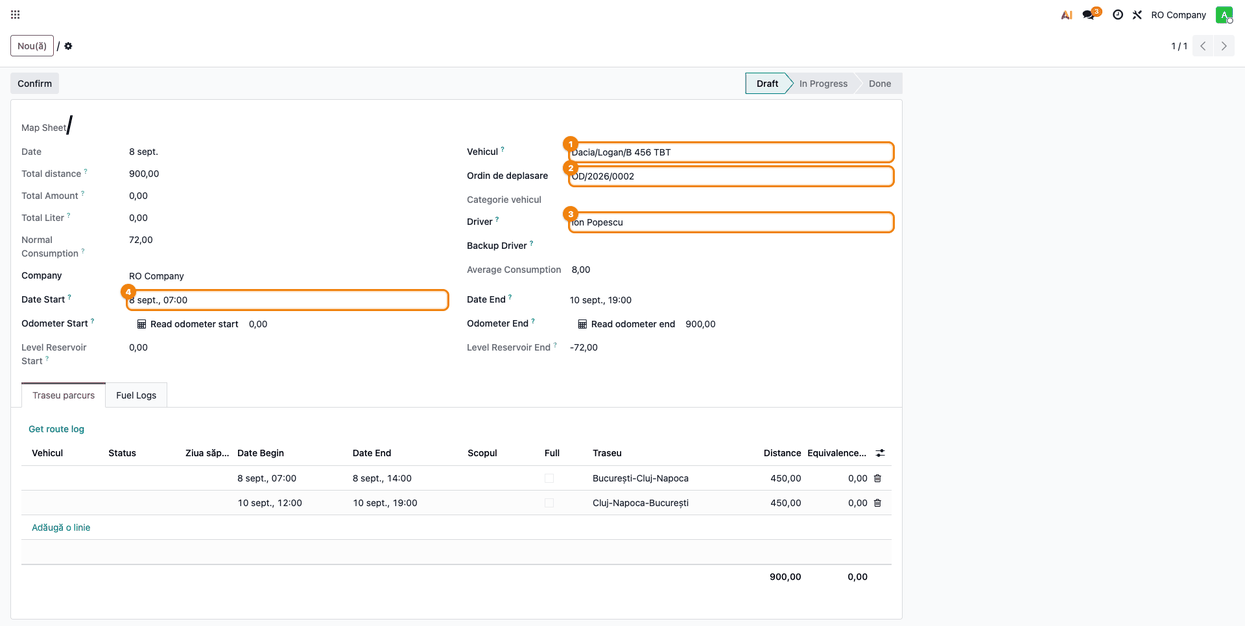 AI 3 RO Company A
Nou(ă) / 1 / 1
Confirm Draft In Progress Done
Map Sheet/
Date 8 sept. Vehicul ? 1 Dacia/Logan/B 456 TBT
Total distance ? 900,00 Ordin de deplasare 2 OD/2026/0002
Total Amount ? 0,00 Categorie vehicul
Total Liter ? 0,00 Driver ? 3 Ion Popescu
Normal Consumption ? 72,00 Backup Driver ?
Average Consumption 8,00
Company RO Company
Date Start ? 4 8 sept., 07:00 Date End ? 10 sept., 19:00
Odometer Start ? Read odometer start 0,00 Odometer End ? Read odometer end 900,00
Level Reservoir Start ? 0,00 Level Reservoir End ? -72,00
Traseu parcurs Fuel Logs
Get route log
Vehicul Status Ziua săp... Date Begin Date End Scopul Full Traseu Distance Equivalence...
8 sept., 07:00 8 sept., 14:00 București-Cluj-Napoca 450,00 0,00
10 sept., 12:00 10 sept., 19:00 Cluj-Napoca-București 450,00 0,00
Adăugă o linie
900,00 0,00